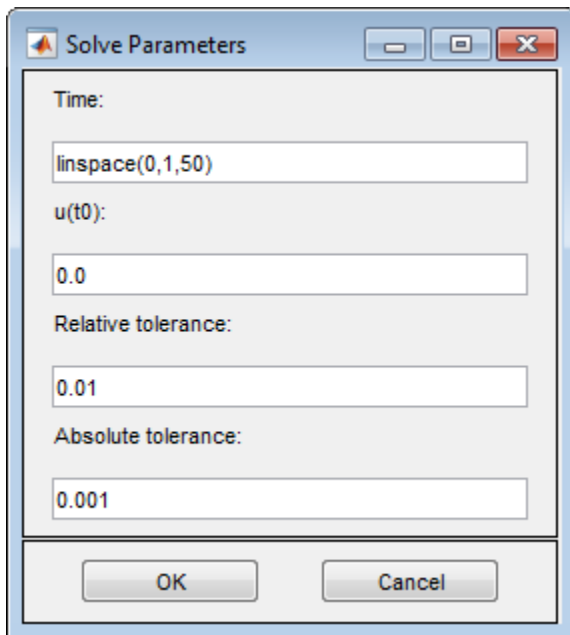 Solve Parameters
Time:
linspace(0,1,50)
u(t0):
0.0
Relative tolerance:
0.01
Absolute tolerance:
0.001
OK Cancel